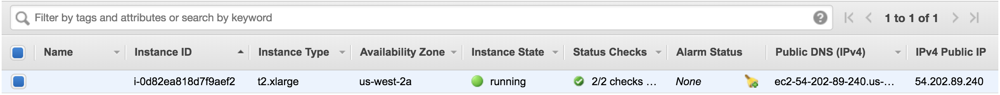 Filter by tags and attributes or search by keyword ? 1 to 1 of 1
Name Instance ID Instance Type Availability Zone Instance State Status Checks Alarm Status Public DNS (IPv4) IPv4 Public IP
i-0d82ea818d7f9aef2 t2.xlarge us-west-2a running 2/2 checks ... None ec2-54-202-89-240.us-... 54.202.89.240